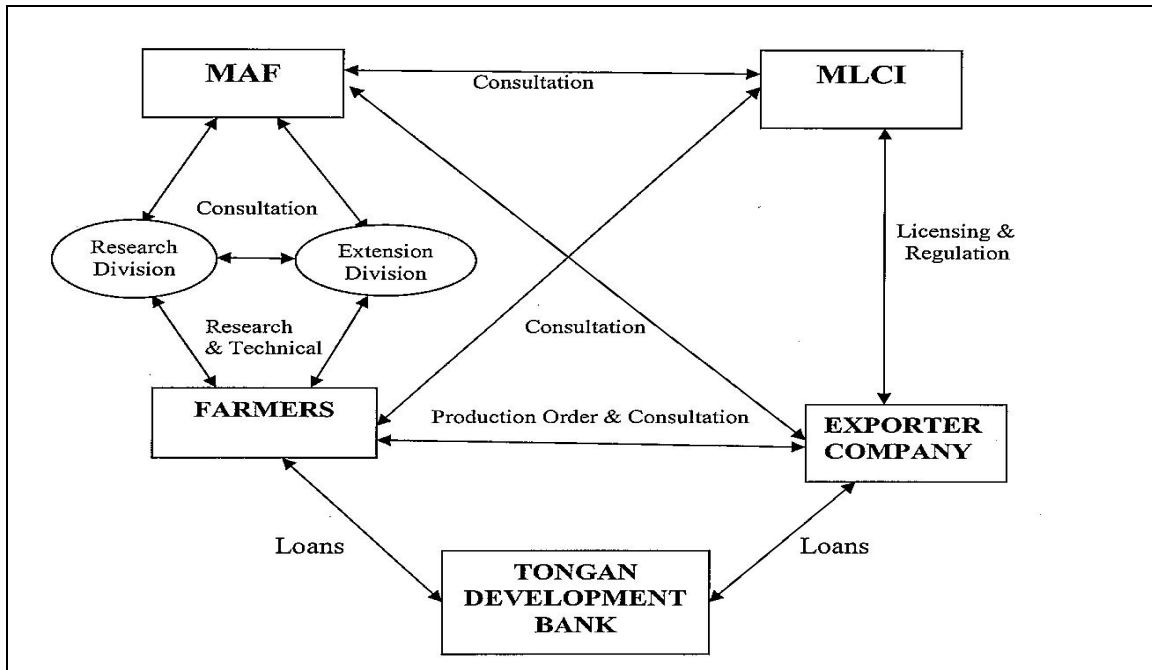 MAF
MLCI
Consultation
Consultation
Research
Division
Extension
Division
Licensing &
Regulation
Research
& Technical
Consultation
FARMERS
Production Order & Consultation
EXPORTER
COMPANY
Loans
Loans
TONGAN
DEVELOPMENT
BANK